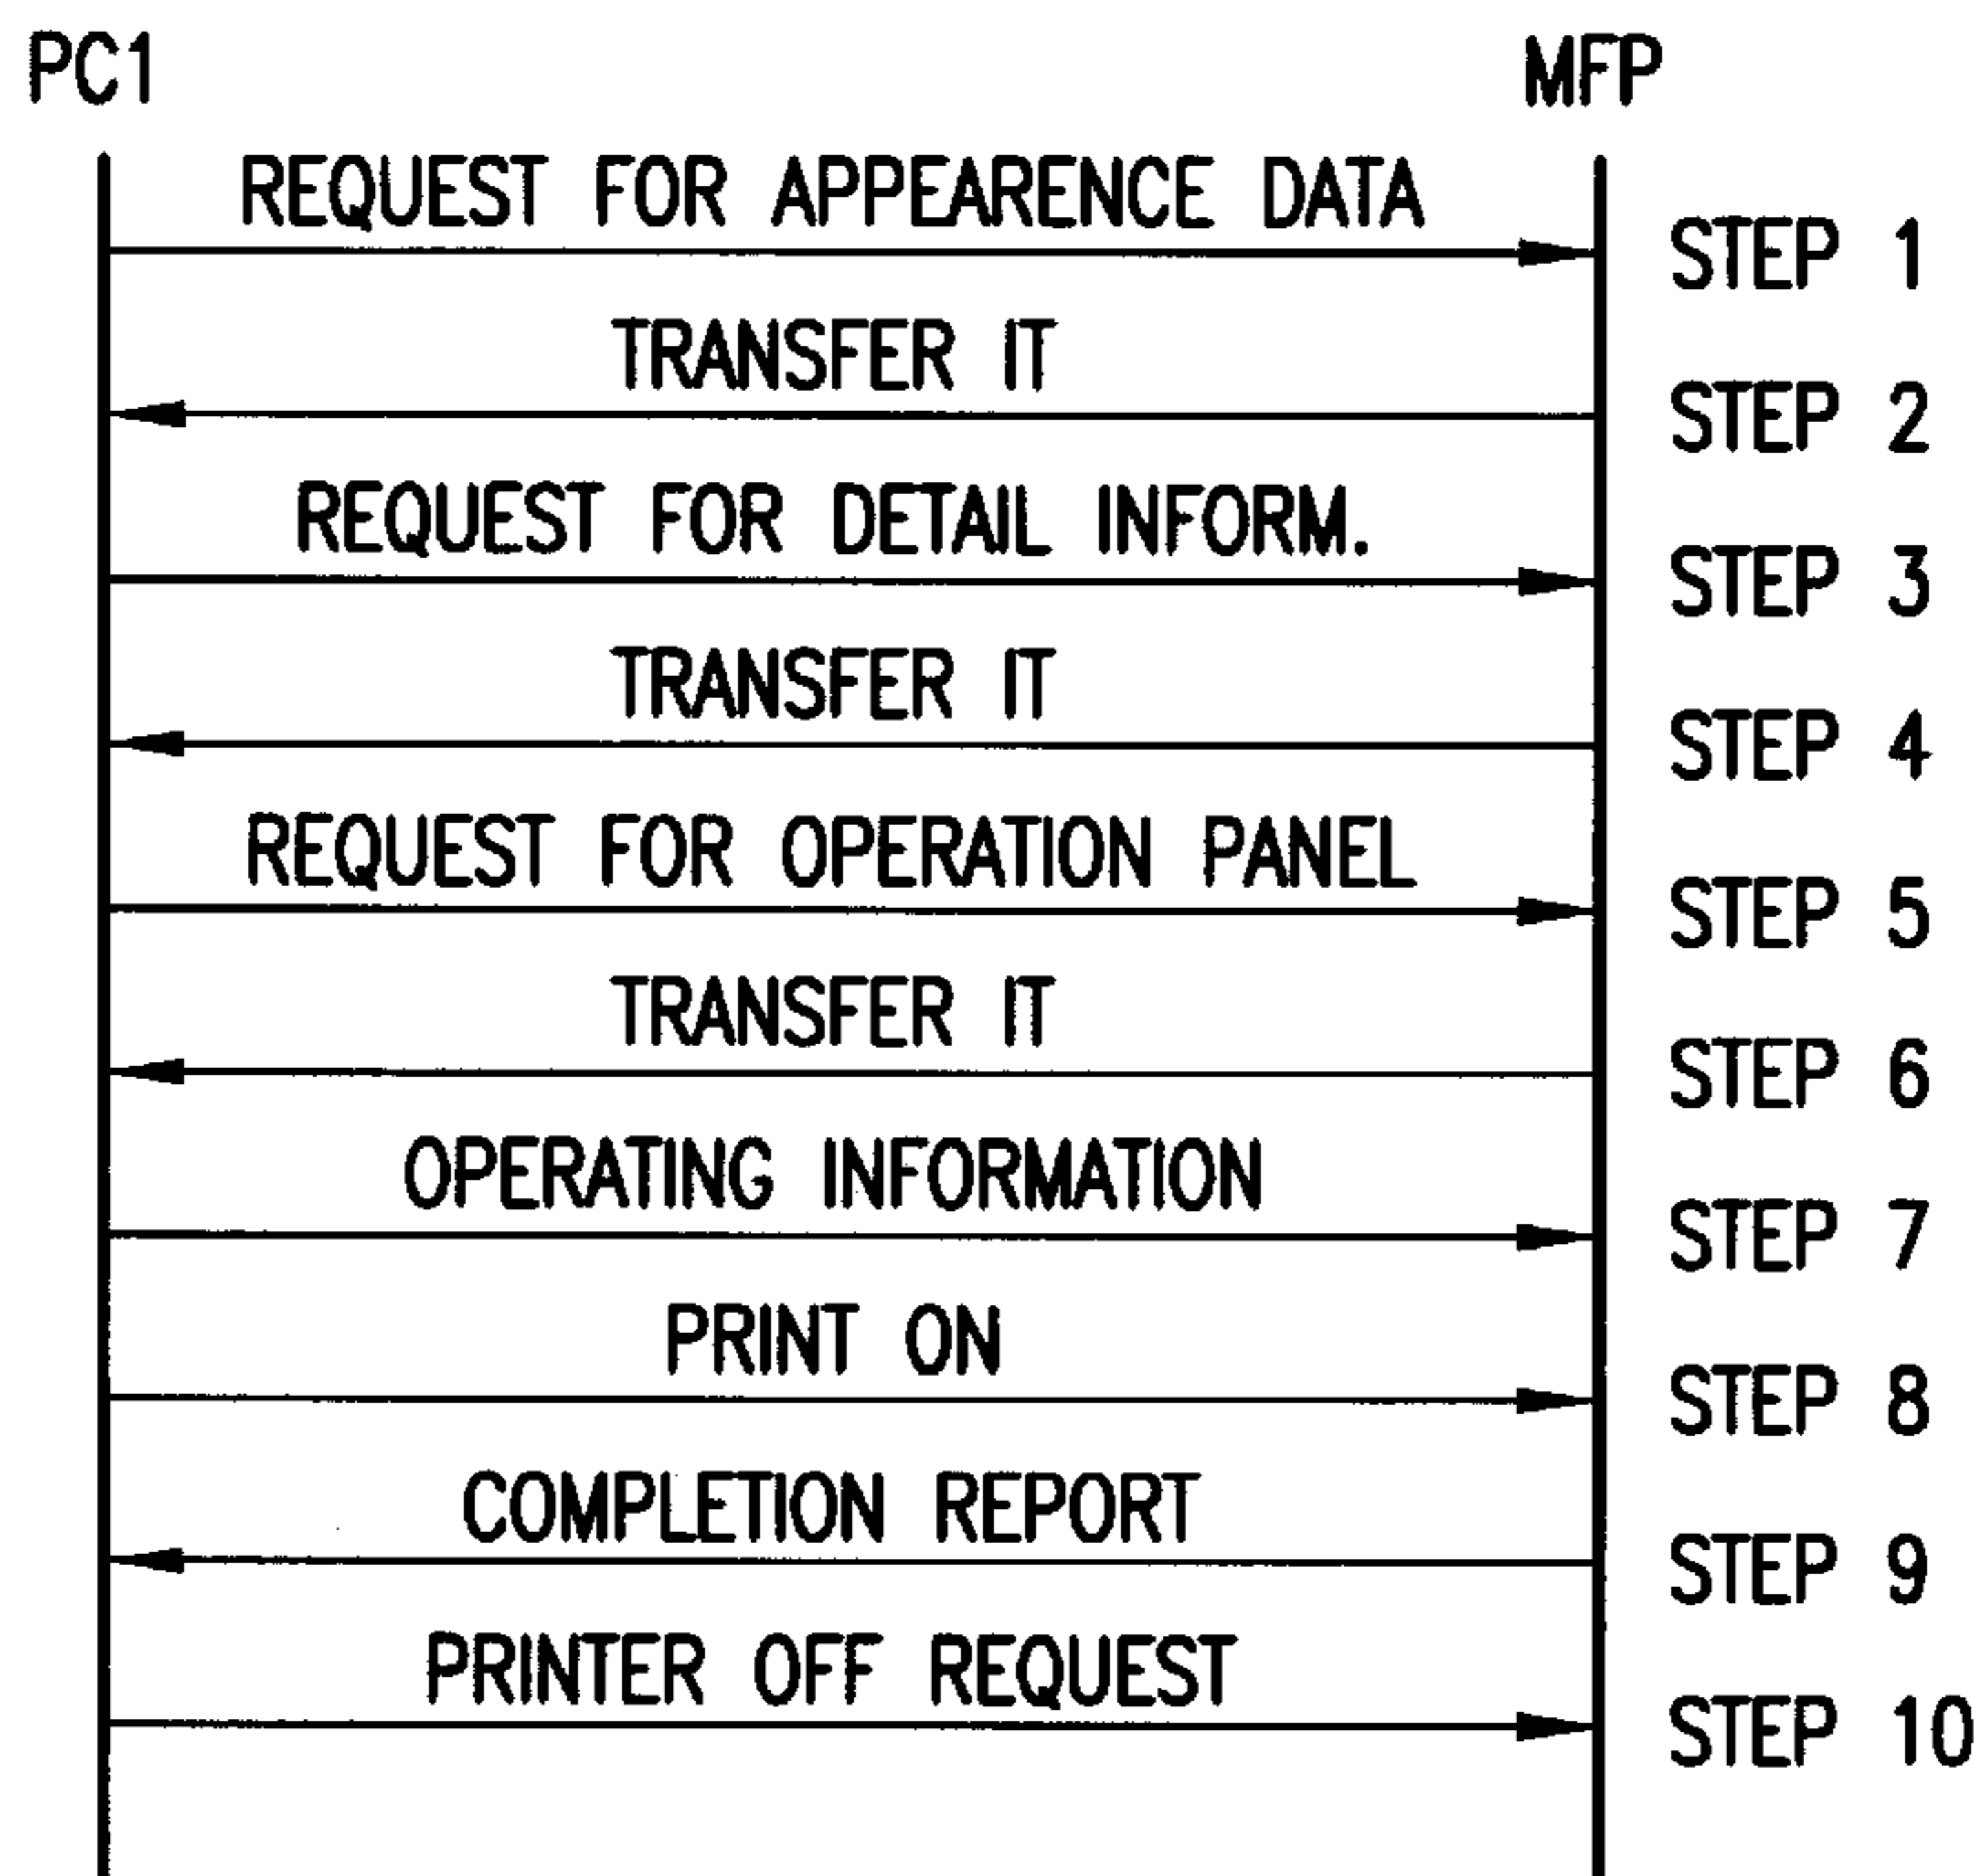 PC1 MFP
REQUEST FOR APPEARENCE DATA
STEP 1
TRANSFER IT
STEP 2
REQUEST FOR DETAIL INFORM.
STEP 3
TRANSFER IT
STEP 4
REQUEST FOR OPERATION PANEL
STEP 5
TRANSFER IT
STEP 6
OPERATING INFORMATION
STEP 7
PRINT ON
STEP 8
COMPLETION REPORT
STEP 9
PRINTER OFF REQUEST
STEP 10